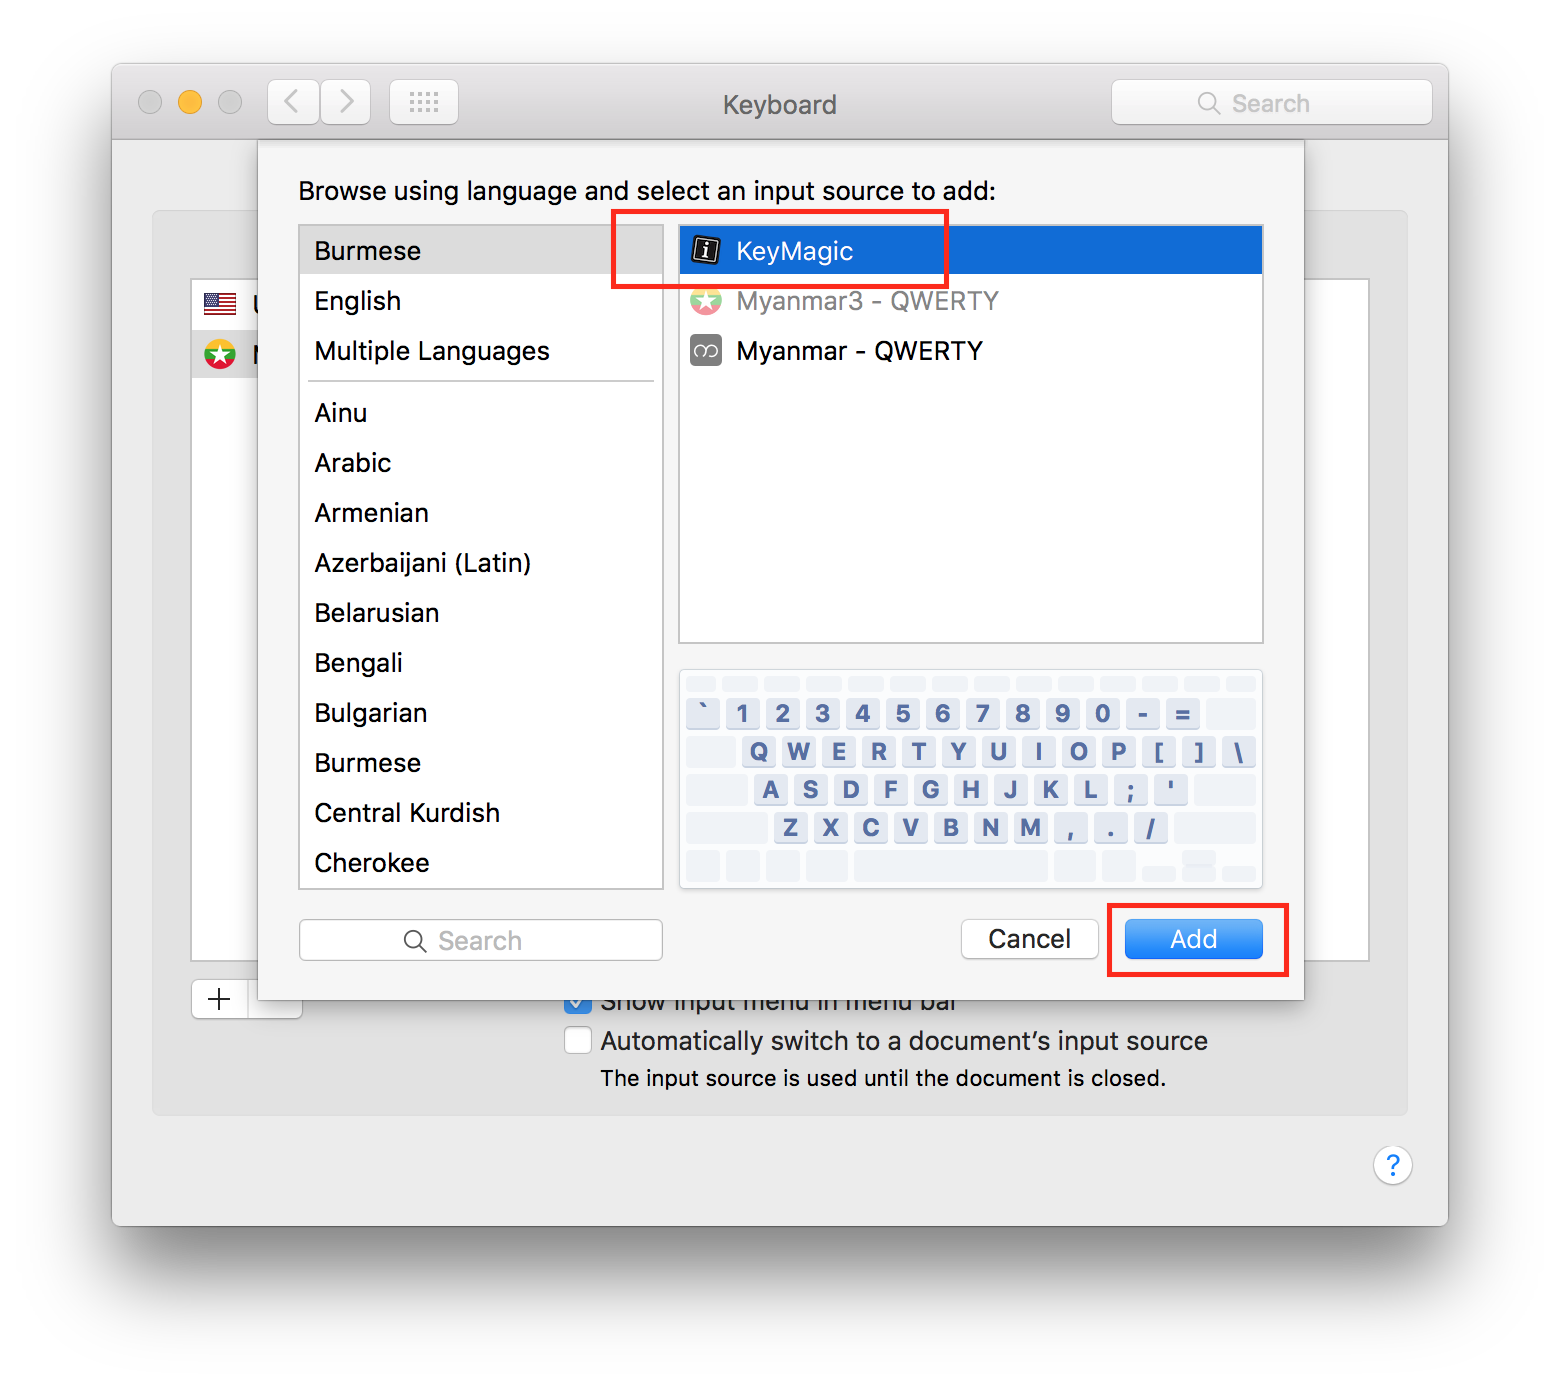 Keyboard
Search
Browse using language and select an input source to add:
Burmese
English
Multiple Languages
Ainu
Arabic
Armenian
Azerbaijani (Latin)
Belarusian
Bengali
Bulgarian
Burmese
Central Kurdish
Cherokee
KeyMagic
Myanmar3 - QWERTY
Myanmar - QWERTY
` 1 2 3 4 5 6 7 8 9 0 - =
Q W E R T Y U I O P [ ] \
A S D F G H J K L ; '
Z X C V B N M , . /
Search
Cancel
Add
+
Show input menu in menu bar
Automatically switch to a document’s input source
The input source is used until the document is closed.
?